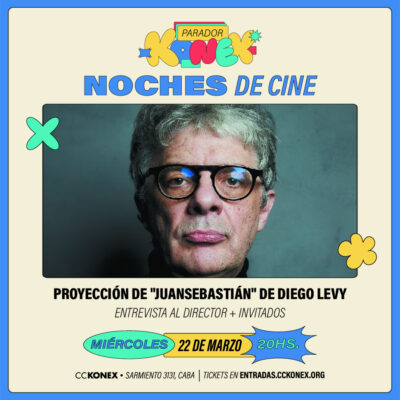 PARADOR
KONEX
NOCHES DE CINE
PROYECCIÓN DE "JUANSEBASTIÁN" DE DIEGO LEVY
ENTREVISTA AL DIRECTOR + INVITADOS
MIÉRCOLES 22 DE MARZO 20HS.
CCKONEX • SARMIENTO 3131, CABA | TICKETS EN ENTRADAS.CCKONEX.ORG